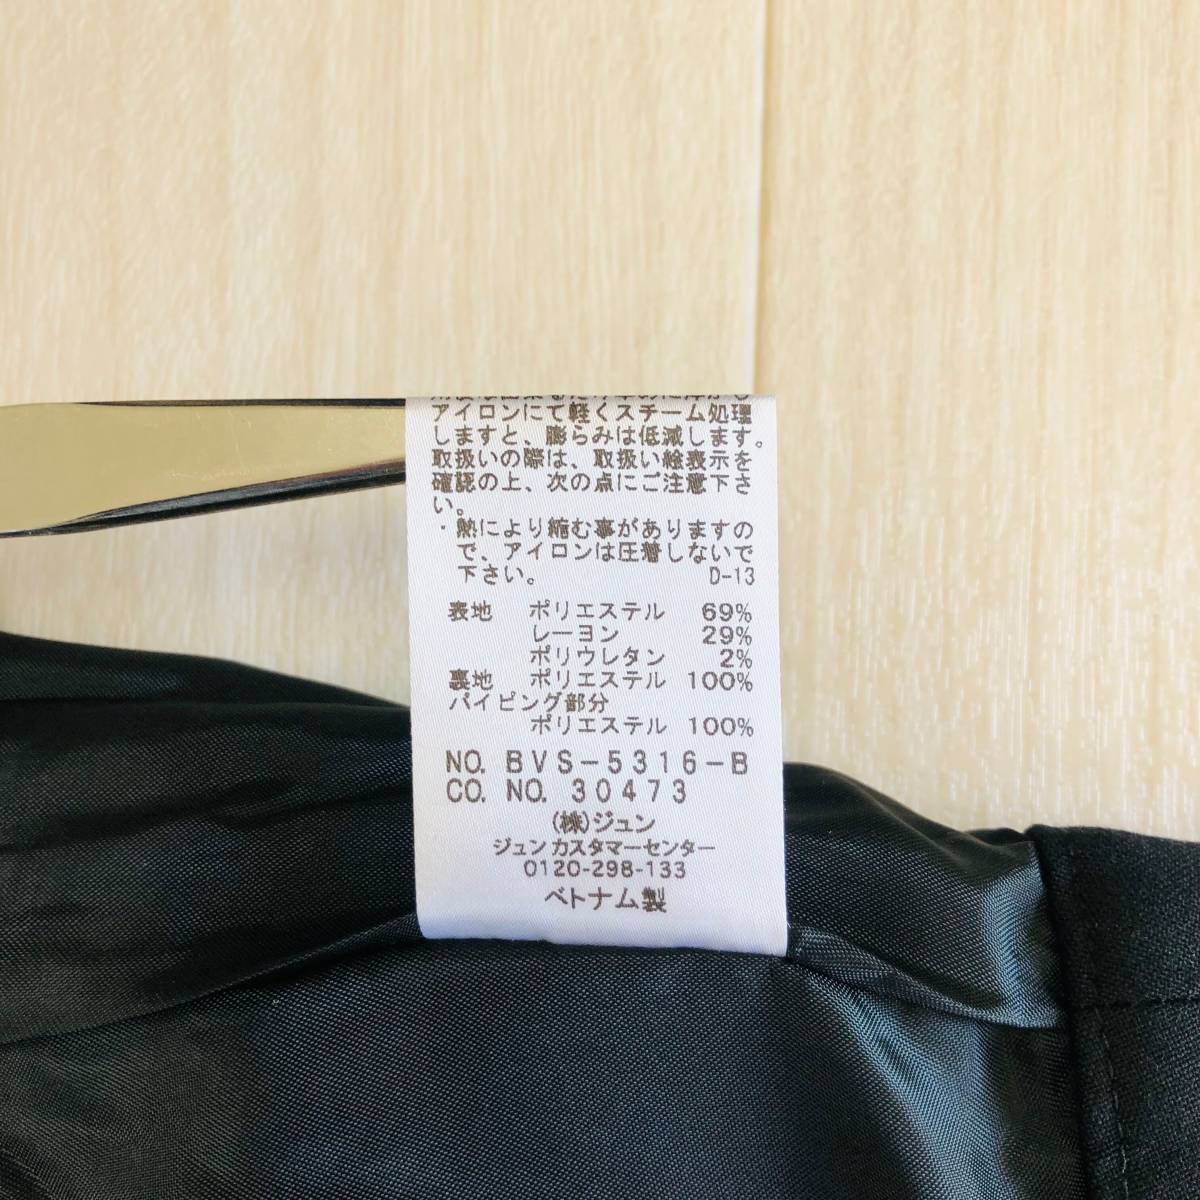 アイロンにて軽くスチーム処理
しますと、膨らみは低減します。
取扱いの際は、取扱い絵表示を
確認の上、次の点にご注意下さ
い。
・熱により縮む事がありますの
で、アイロンは圧着しないで
下さい。 D-13
表地 ポリエステル 69%
レーヨン 29%
ポリウレタン 2%
裏地 ポリエステル 100%
パイピング部分
ポリエステル 100%
NO. BVS-5316-B
CO. NO. 30473
(株)ジュン
ジュンカスタマーセンター
0120-298-133
ベトナム製